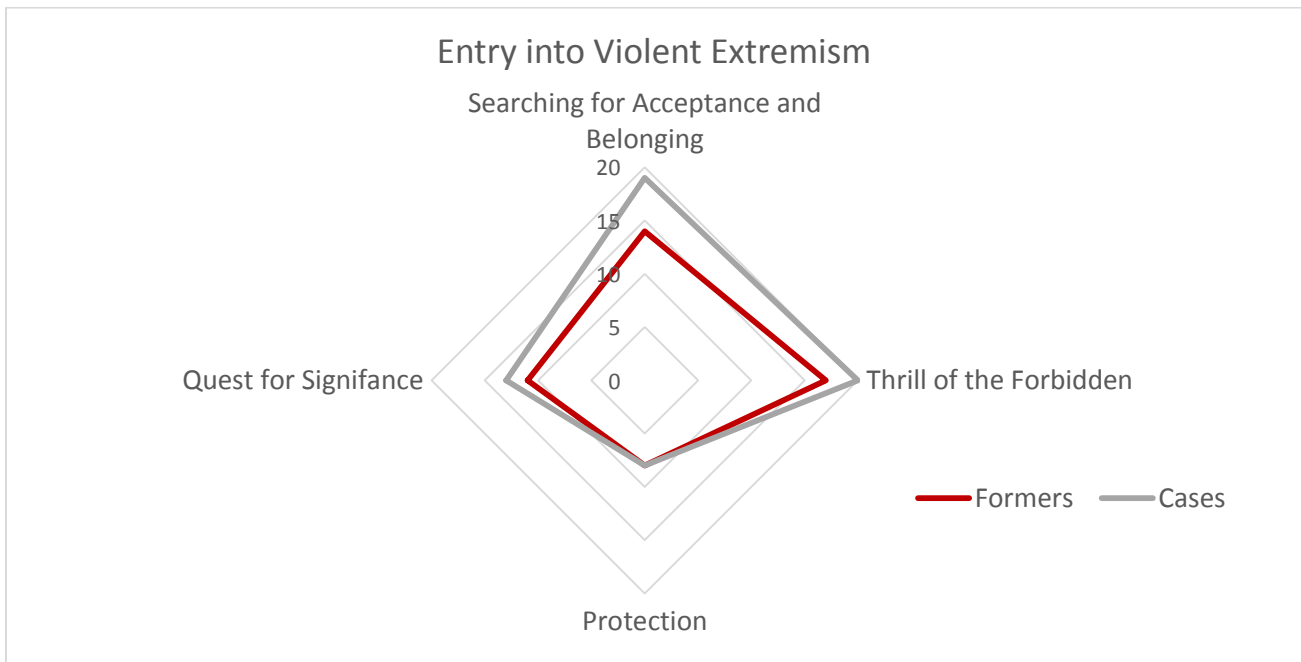 Entry into Violent Extremism
Searching for Acceptance and
Belonging
20
15
10
5
0
Quest for Signifance
Thrill of the Forbidden
Formers
Cases
Protection